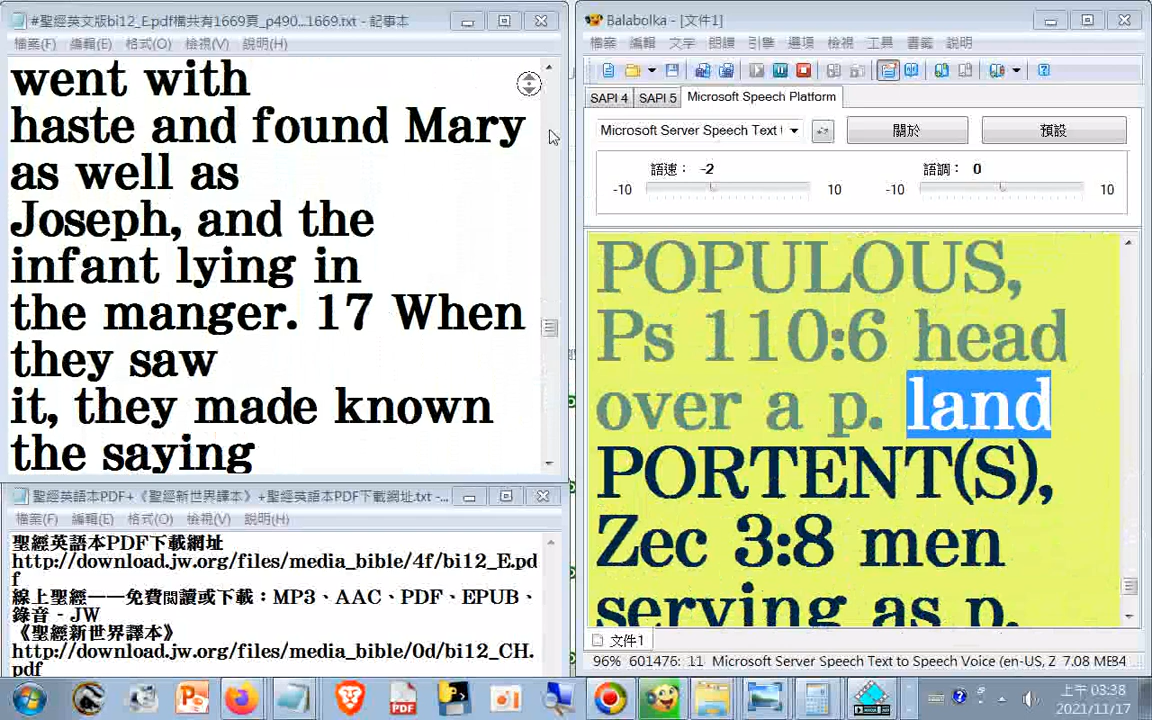 #聖經英文版bi12_E.pdf檔共有1669頁_p490...1669.txt - 記事本
檔案(F) 編輯(E) 格式(O) 檢視(V) 說明(H)
went with
haste and found Mary
as well as
Joseph, and the
infant lying in
the manger. 17 When
they saw
it, they made known
the saying
聖經英語本PDF+《聖經新世界譯本》+聖經英語本PDF下載網址.txt -...
檔案(F) 編輯(E) 格式(O) 檢視(V) 說明(H)
聖經英語本PDF下載網址
http://download.jw.org/files/media_bible/4f/bi12_E.pd
f
線上聖經——免費閱讀或下載：MP3、AAC、PDF、EPUB、
錄音 - JW
《聖經新世界譯本》
http://download.jw.org/files/media_bible/0d/bi12_CH.
pdf
Balabolka - [文件1]
檔案 編輯 文字 朗讀 引擎 選項 檢視 工具 書籤 說明
SAPI 4 SAPI 5 Microsoft Speech Platform
Microsoft Server Speech Text 關於 預設
語速： -2 語調： 0
-10 10 -10 10
POPULOUS,
Ps 110:6 head
over a p. land
PORTENT(S),
Zec 3:8 men
serving as p.
文件1
96% 601476: 11 Microsoft Server Speech Text to Speech Voice (en-US, Z 7.08 MB
上午 03:38
2021/11/17